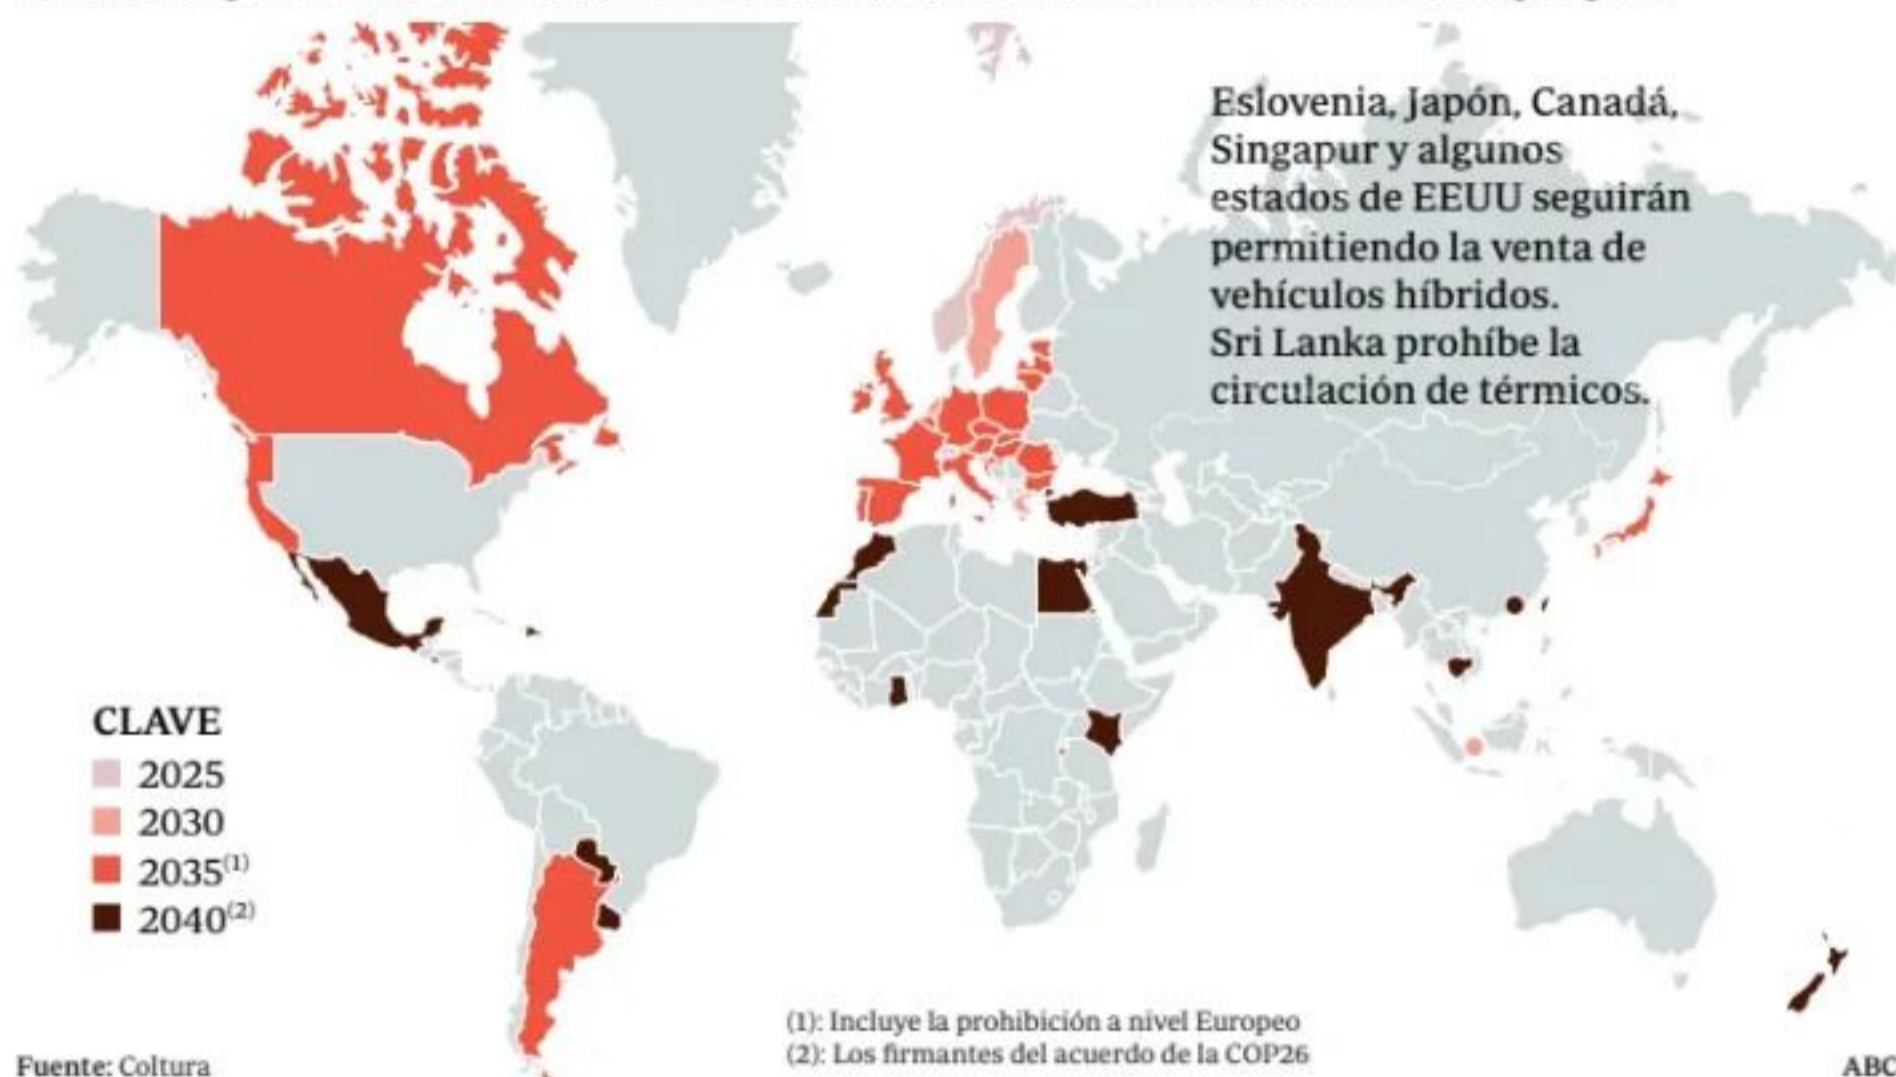 Eslovenia, Japón, Canadá,
Singapur y algunos
estados de EEUU seguirán
permitiendo la venta de
vehículos híbridos.
Sri Lanka prohíbe la
circulación de térmicos.
CLAVE
2025
2030
2035(1)
2040(2)
(1): Incluye la prohibición a nivel Europeo
(2): Los firmantes del acuerdo de la COP26
Fuente: Coltura
ABC